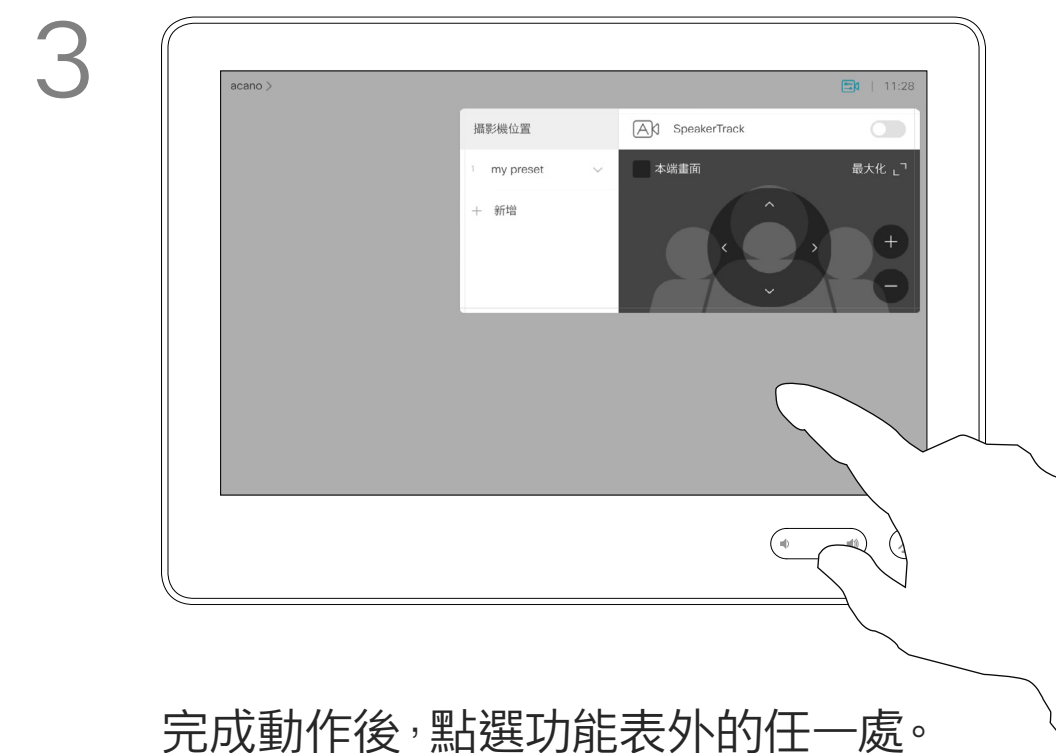 3
acano >
11:28
攝影機位置
SpeakerTrack
1 my preset
本端畫面
最大化
+ 新增
完成動作後，點選功能表外的任一處。